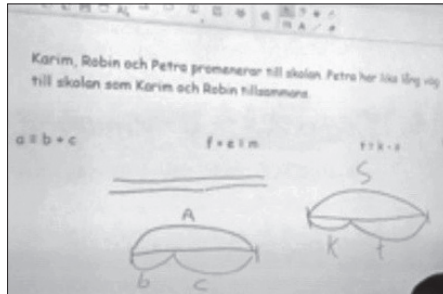 Karim, Robin och Petra promenerar till skolan. Petra har lika lång väg
till skolan som Karim och Robin tillsammans.
a = b + c
f + e = m
A
b
c
S
K
t